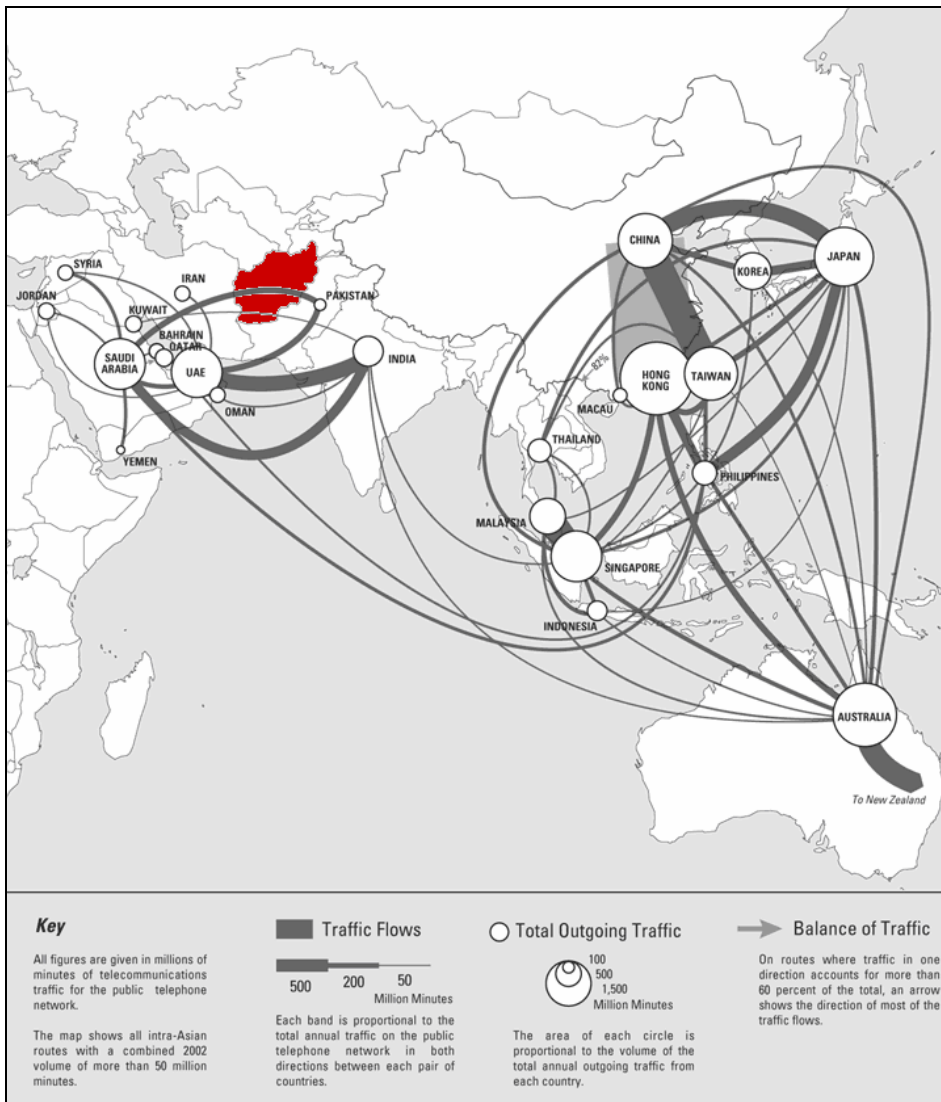 CHINA
KOREA
JAPAN
SYRIA
IRAN
JORDAN
PAKISTAN
KUWAIT
BAHRAIN
QATAR
SAUDI
ARABIA
UAE
INDIA
OMAN
YEMEN
82%
HONG
KONG
TAIWAN
MACAU
THAILAND
PHILIPPINES
MALAYSIA
SINGAPORE
INDONESIA
AUSTRALIA
To New Zealand
Key
All figures are given in millions of
minutes of telecommunications
traffic for the public telephone
network.
The map shows all intra-Asian
routes with a combined 2002
volume of more than 50 million
minutes.
Traffic Flows
500 200 50
Million Minutes
Each band is proportional to the
total annual traffic on the public
telephone network in both
directions between each pair of
countries.
Total Outgoing Traffic
100
500
1,500
Million Minutes
The area of each circle is
proportional to the volume of the
total annual outgoing traffic from
each country.
Balance of Traffic
On routes where traffic in one
direction accounts for more than
60 percent of the total, an arrow
shows the direction of most of the
traffic flows.